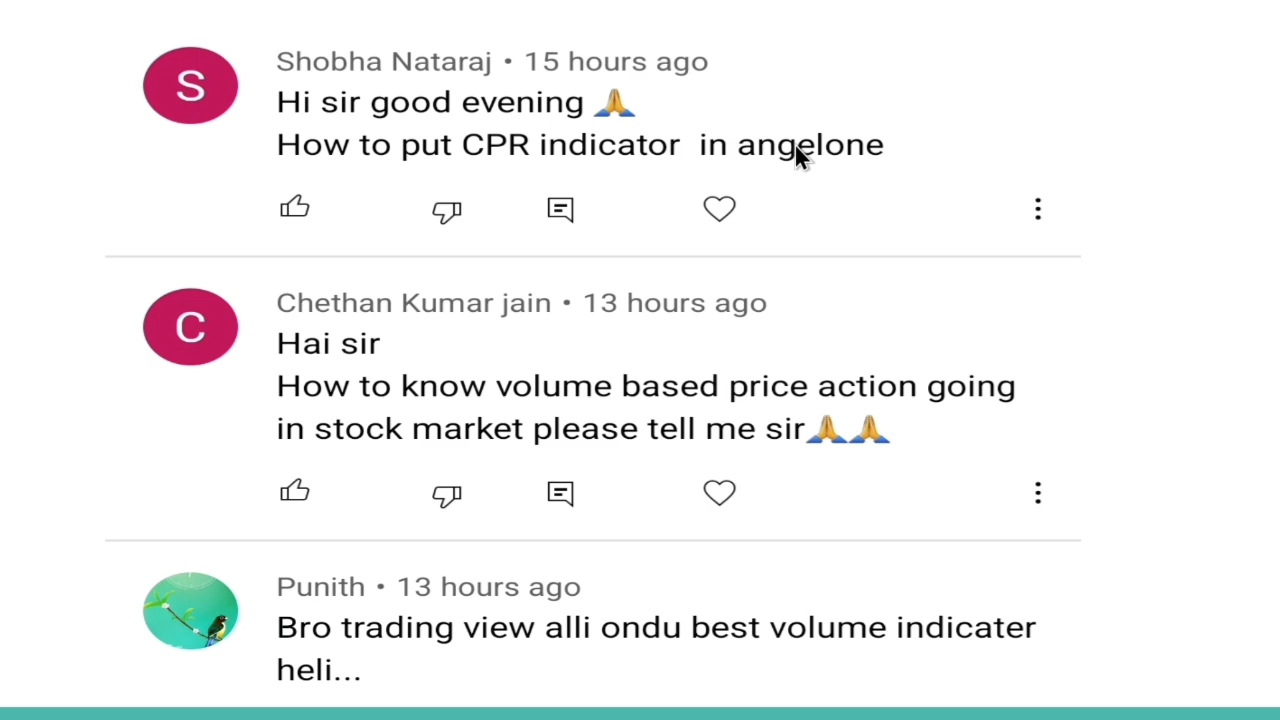 S
Shobha Nataraj • 15 hours ago
Hi sir good evening 🙏
How to put CPR indicator  in angelone
C
Chethan Kumar jain • 13 hours ago
Hai sir
How to know volume based price action going
in stock market please tell me sir🙏🙏
Punith • 13 hours ago
Bro trading view alli ondu best volume indicater
heli...